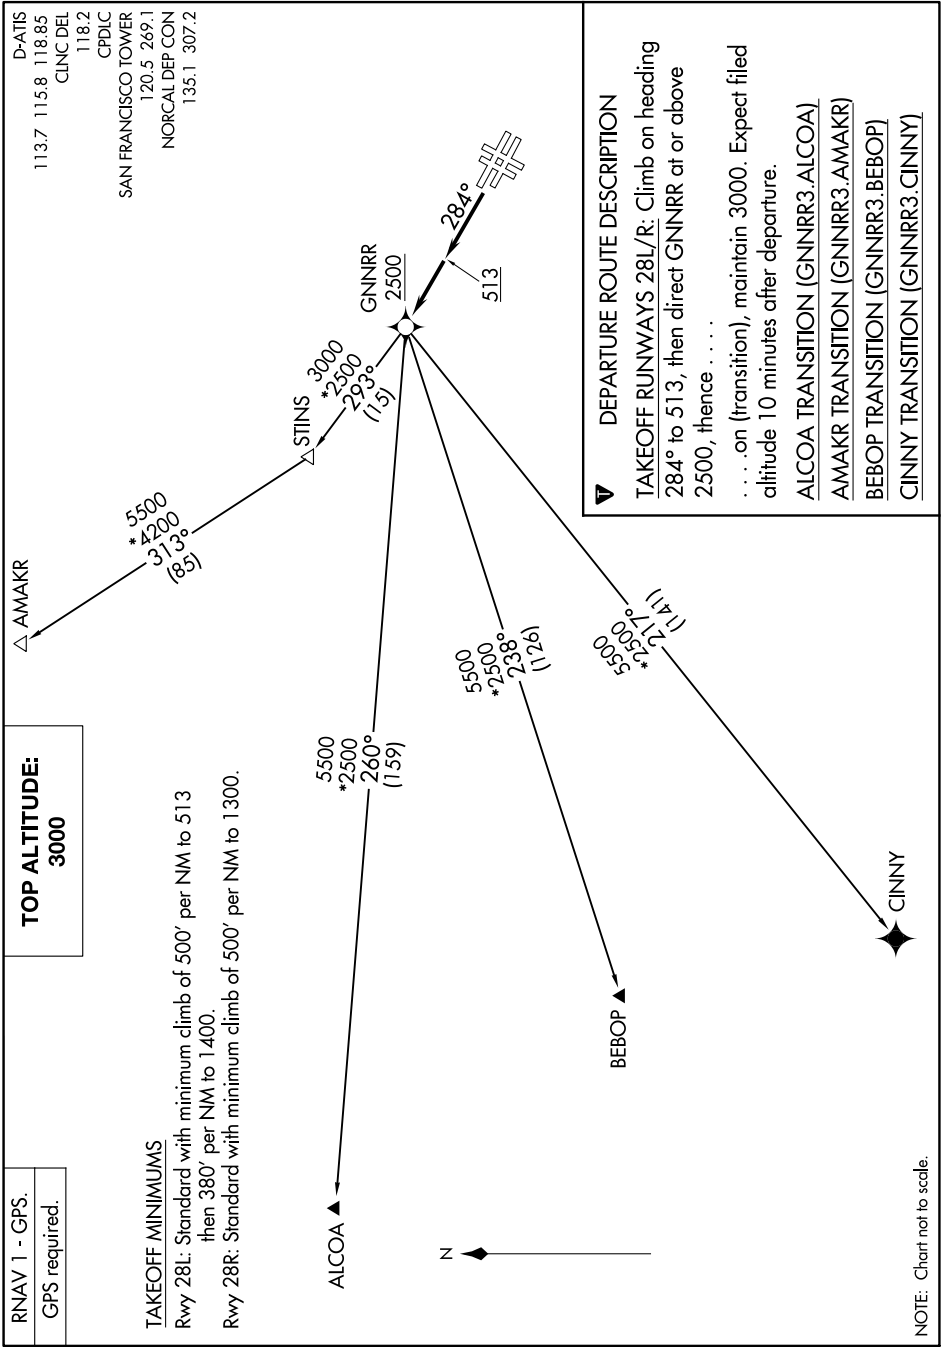 RNAV 1 - GPS.
GPS required.
TOP ALTITUDE:
3000
D-ATIS
113.7 115.8 118.85
CLNC DEL
118.2
CPDLC
SAN FRANCISCO TOWER
120.5 269.1
NORCAL DEP CON
135.1 307.2
TAKEOFF MINIMUMS
Rwy 28L: Standard with minimum climb of 500' per NM to 513
then 380' per NM to 1400.
Rwy 28R: Standard with minimum climb of 500' per NM to 1300.
AMAKR
5500
*4200
313°
(85)
STINS
3000
*2500
293°
(15)
GNNRR
2500
284°
513
5500
*2500
260°
(159)
ALCOA
5500
*2500
238°
(126)
BEBOP
5500
*2500
217°
(141)
CINNY
N
NOTE: Chart not to scale.
T
DEPARTURE ROUTE DESCRIPTION
TAKEOFF RUNWAYS 28L/R: Climb on heading
284° to 513, then direct GNNRR at or above
2500, thence . . . .
. . . .on (transition), maintain 3000. Expect filed
altitude 10 minutes after departure.
ALCOA TRANSITION (GNNRR3.ALCOA)
AMAKR TRANSITION (GNNRR3.AMAKR)
BEBOP TRANSITION (GNNRR3.BEBOP)
CINNY TRANSITION (GNNRR3.CINNY)